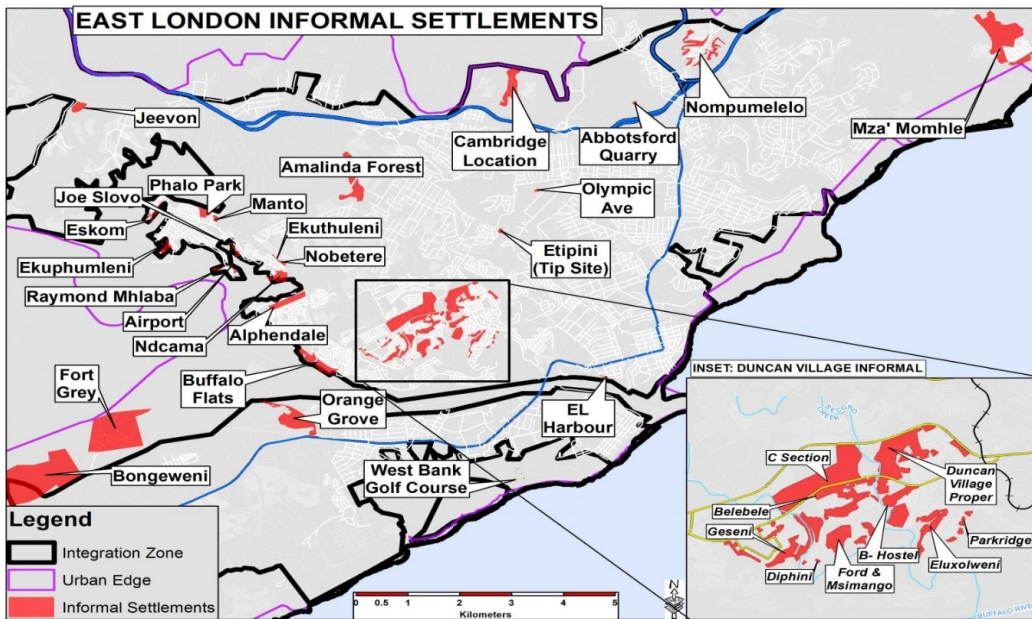 EAST LONDON INFORMAL SETTLEMENTS
Jeevon
Cambridge
Location
Abbotsford
Quarry
Nompumelelo
Mza' Momhle
Amalinda Forest
Phalo Park
Joe Slovo
Manto
Eskom
Olympic
Ave
Ekuthuleni
Nobetere
Ekuphumleni
Etipini
(Tip Site)
Raymond Mhlaba
Airport
Ndcama
Alphendale
Buffalo
Flats
Fort
Grey
Orange
Grove
EL
Harbour
Bongeweni
West Bank
Golf Course
INSET: DUNCAN VILLAGE INFORMAL
SECOND
CREEK
C Section
Duncan
Village
Proper
Belebele
Geseni
Parkridge
B- Hostel
Diphini
Ford &
Msimango
Eluxolweni
BUFFALO RIVER
Legend
Integration Zone
Urban Edge
Informal Settlements
0 0.5 1 2 3 4 5
Kilometers
N